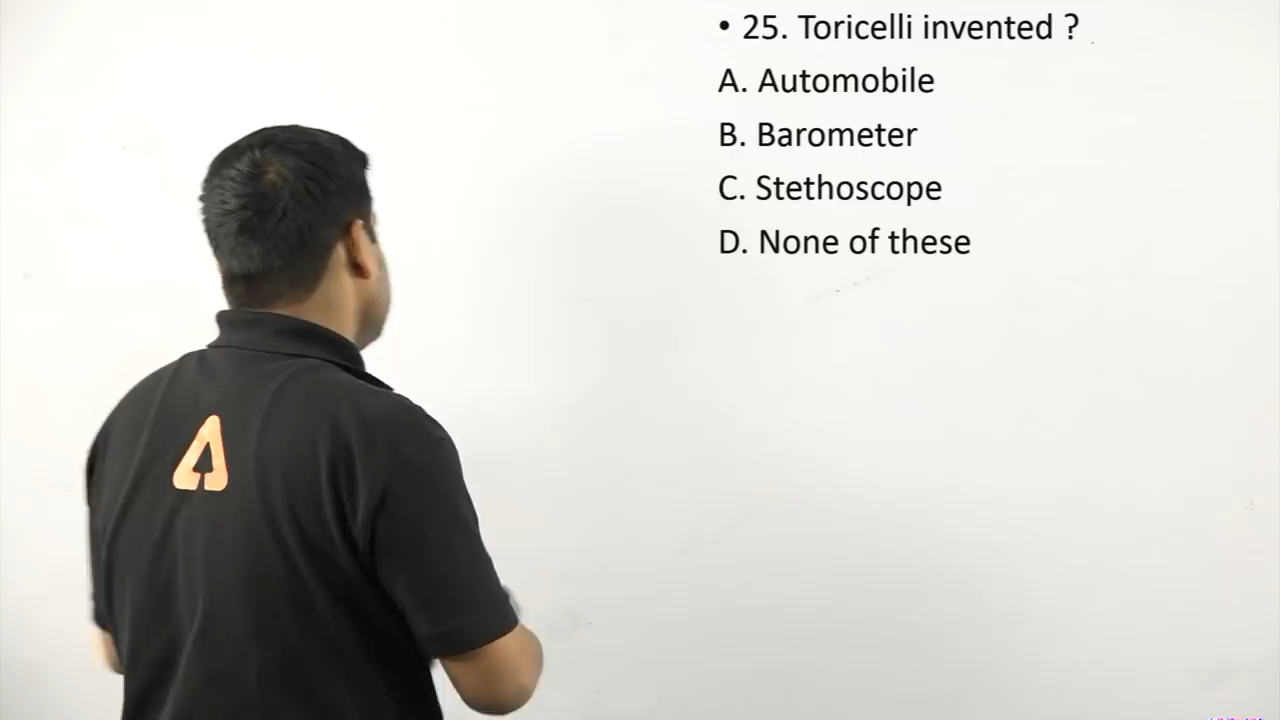 • 25. Toricelli invented ?
A. Automobile
B. Barometer
C. Stethoscope
D. None of these